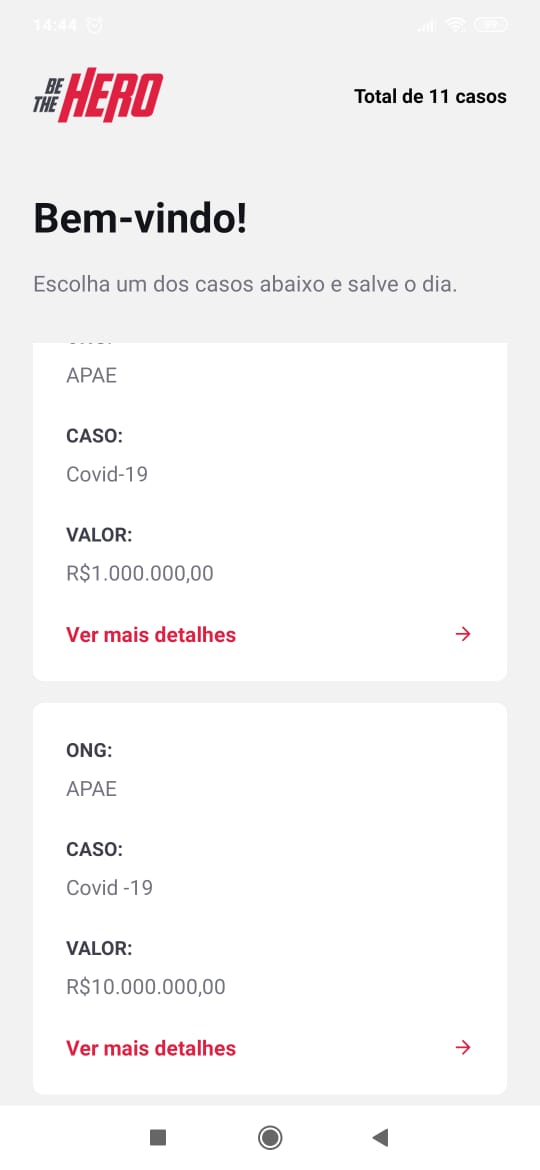 14:44
99
BE
THE HERO
Total de 11 casos
Bem-vindo!
Escolha um dos casos abaixo e salve o dia.
APAE
CASO:
Covid-19
VALOR:
R$1.000.000,00
Ver mais detalhes
ONG:
APAE
CASO:
Covid -19
VALOR:
R$10.000.000,00
Ver mais detalhes